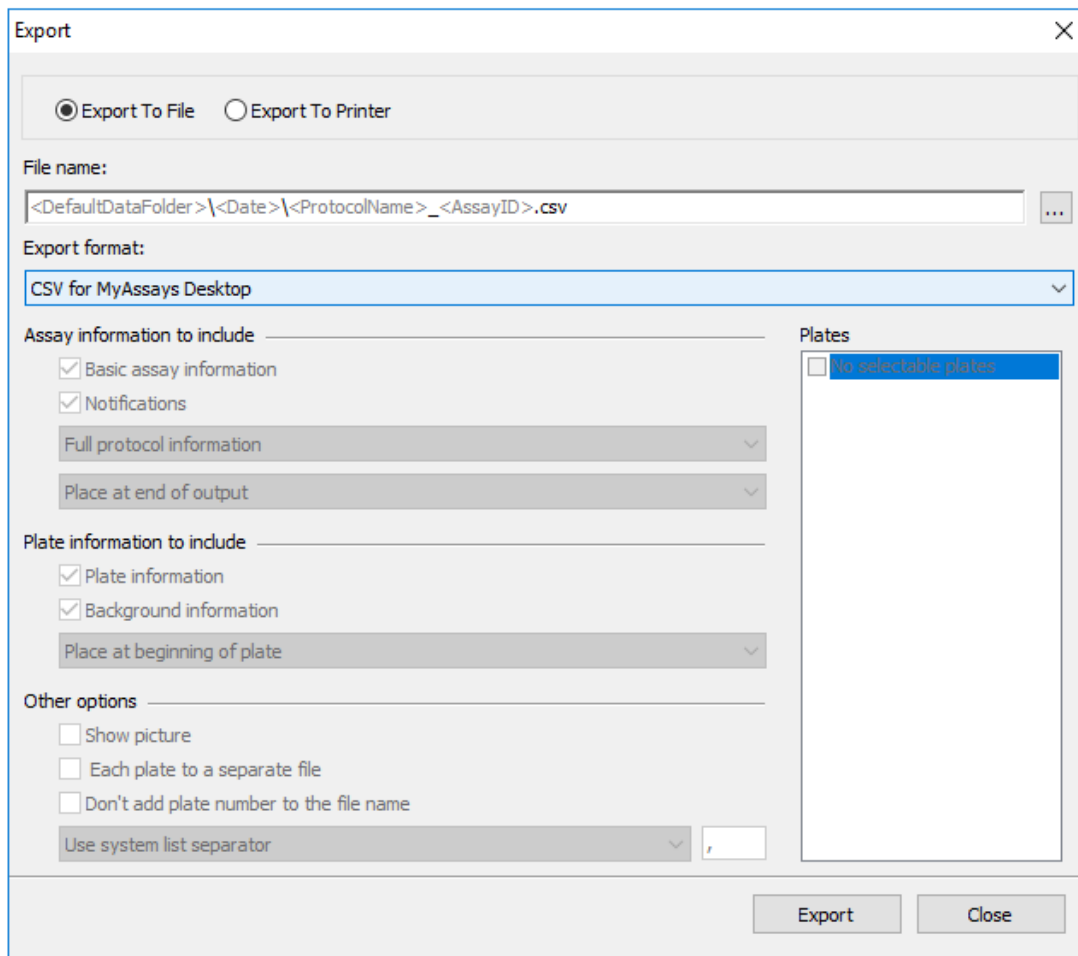 Export
Export To File Export To Printer
File name:
<DefaultDataFolder>\<Date>\<ProtocolName>_<AssayID>.csv
...
Export format:
CSV for MyAssays Desktop
Assay information to include
Basic assay information
Notifications
Full protocol information
Place at end of output
Plate information to include
Plate information
Background information
Place at beginning of plate
Other options
Show picture
Each plate to a separate file
Don't add plate number to the file name
Use system list separator ,
Plates
No selectable plates
Export Close